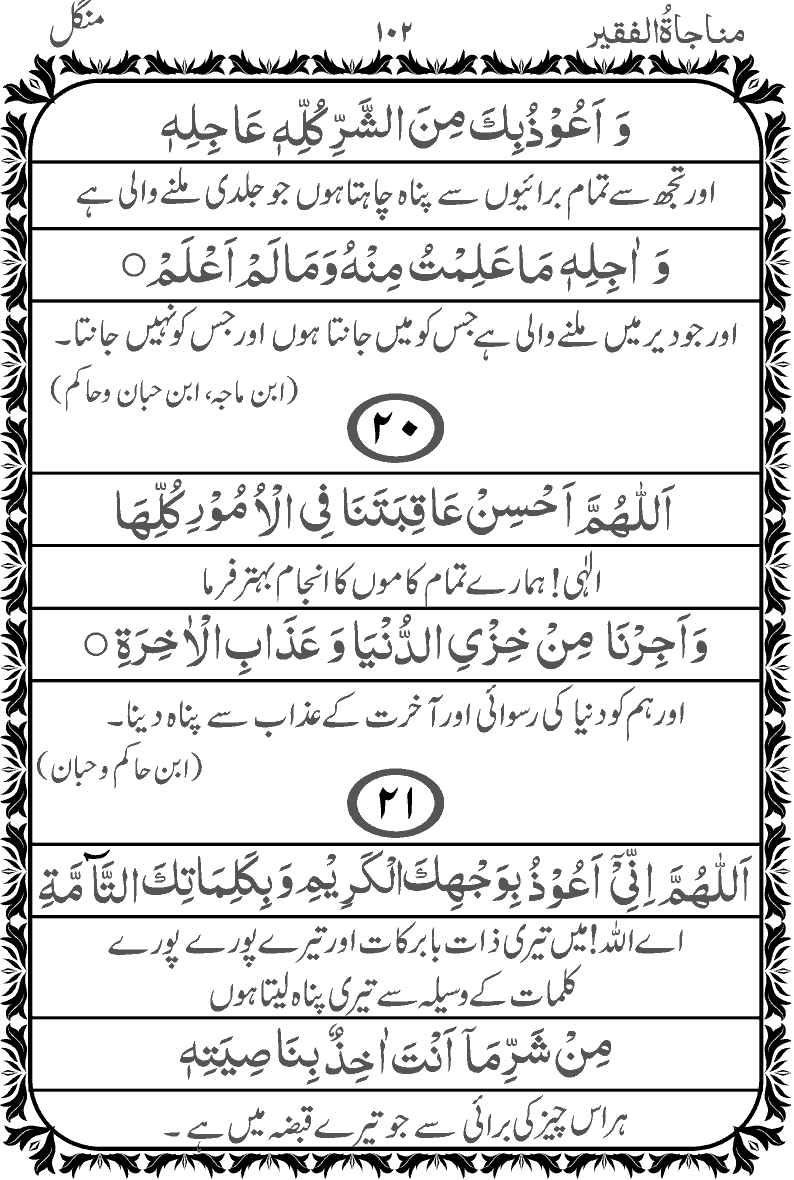 مناجاةُ الفقیر ۱۰۲ منگل
وَ اَعُوْذُ بِكَ مِنَ الشَّرِّ كُلِّهٖ عَاجِلِهٖ
اور تجھ سے تمام برائیوں سے پناہ چاہتا ہوں جو جلدی ملنے والی ہے
وَ اٰجِلِهٖ مَا عَلِمْتُ مِنْهُ وَمَا لَمْ اَعْلَمْ ○
اور جو دیر میں ملنے والی ہے جس کو میں جانتا ہوں اور جس کو نہیں جانتا۔
(ابن ماجہ، ابن حبان وحاکم)
۲۰
اَللّٰهُمَّ اَحْسِنْ عَاقِبَتَنَا فِی الْاُمُوْرِ كُلِّهَا
الٰہی! ہمارے تمام کاموں کا انجام بہتر فرما
وَ اَجِرْنَا مِنْ خِزْیِ الدُّنْیَا وَ عَذَابِ الْاٰخِرَةِ ○
اور ہم کو دنیا کی رسوائی اور آخرت کے عذاب سے پناہ دینا۔
(ابن حاکم وحبان)
۲۱
اَللّٰهُمَّ اِنِّیْۤ اَعُوْذُ بِوَجْهِكَ الْكَرِیْمِ وَبِكَلِمَاتِكَ التَّآمَّةِ
اے اللہ! میں تیری ذات بابرکات اور تیرے پورے پورے
کلمات کے وسیلہ سے تیری پناہ لیتا ہوں
مِنْ شَرِّ مَاۤ اَنْتَ اٰخِذٌۢ بِنَاصِیَتِهٖ
ہر اس چیز کی برائی سے جو تیرے قبضہ میں ہے۔